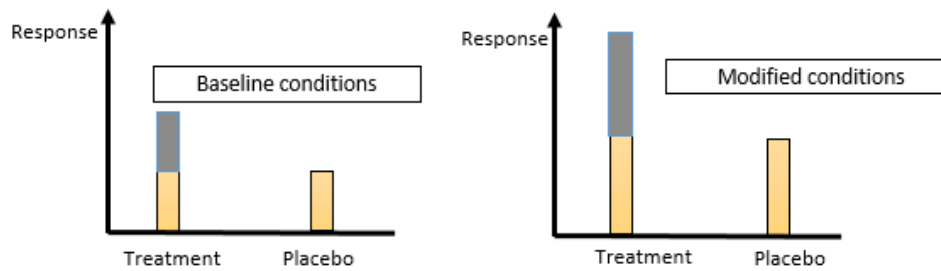 Response
Baseline conditions
Treatment
Placebo
Response
Modified conditions
Treatment
Placebo